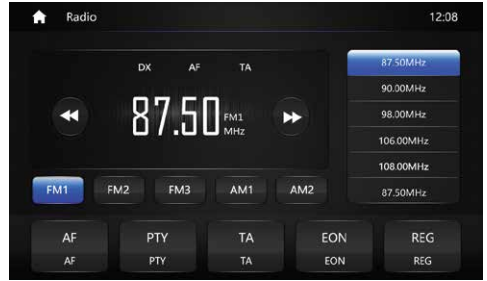 Radio 12:08
DX AF TA
87.50 FM1
MHz
87.50MHz
90.00MHz
98.00MHz
106.00MHz
108.00MHz
87.50MHz
FM1 FM2 FM3 AM1 AM2
AF PTY TA EON REG
AF PTY TA EON REG